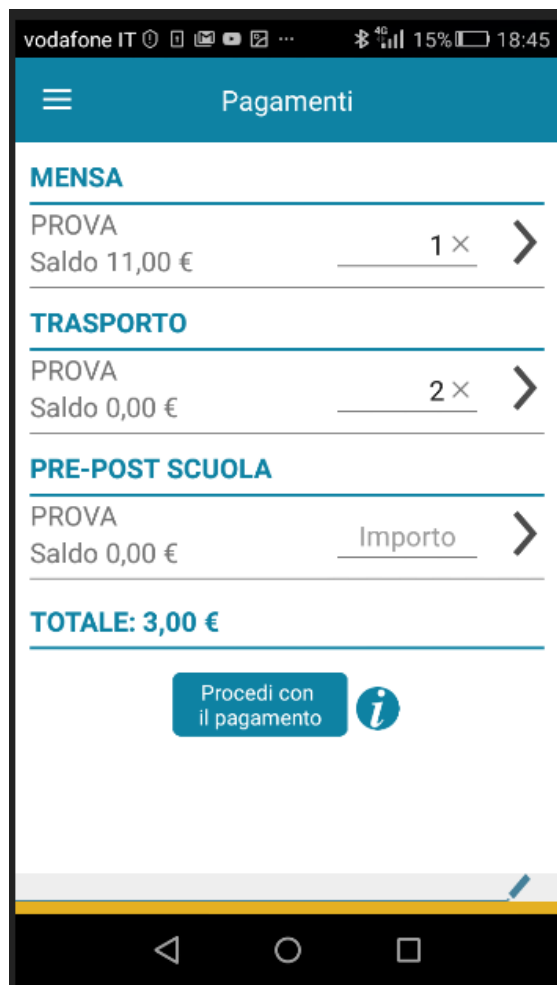 vodafone IT 4G 15% 18:45
Pagamenti
MENSA
PROVA
Saldo 11,00 €
1 ×
TRASPORTO
PROVA
Saldo 0,00 €
2 ×
PRE-POST SCUOLA
PROVA
Saldo 0,00 €
Importo
TOTALE: 3,00 €
Procedi con
il pagamento
i